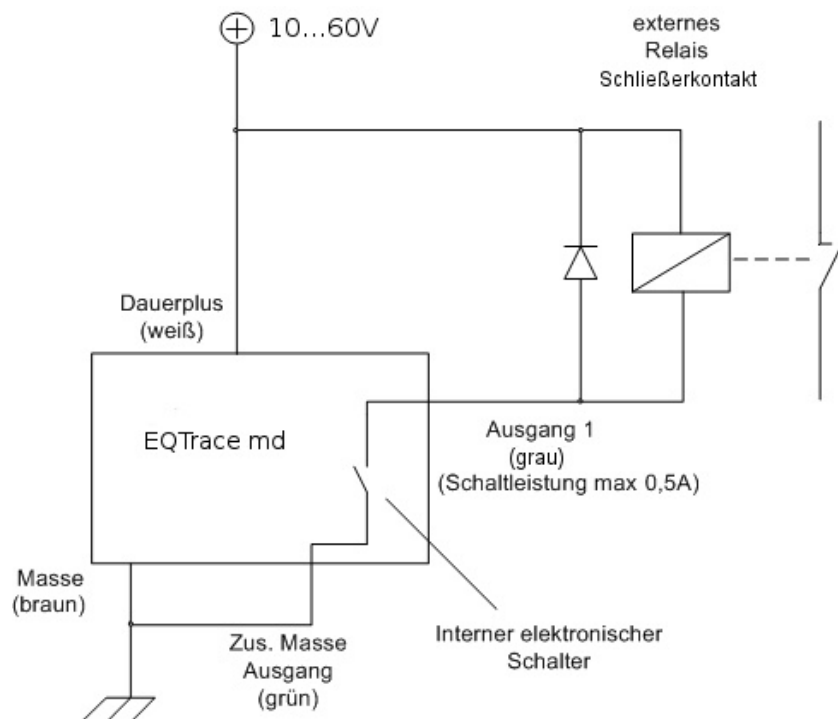 10...60V
externes
Relais
Schließerkontakt
Dauerplus
(weiß)
EQTrace md
Ausgang 1
(grau)
(Schaltleistung max 0,5A)
Masse
(braun)
Zus. Masse
Ausgang
(grün)
Interner elektronischer
Schalter